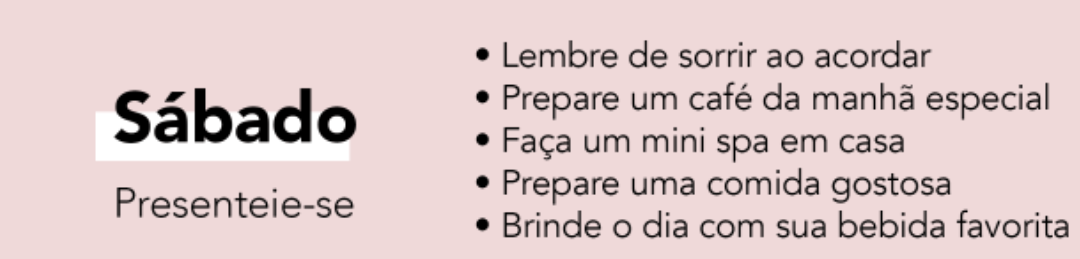 Sábado
Presenteie-se
• Lembre de sorrir ao acordar
• Prepare um café da manhã especial
• Faça um mini spa em casa
• Prepare uma comida gostosa
• Brinde o dia com sua bebida favorita